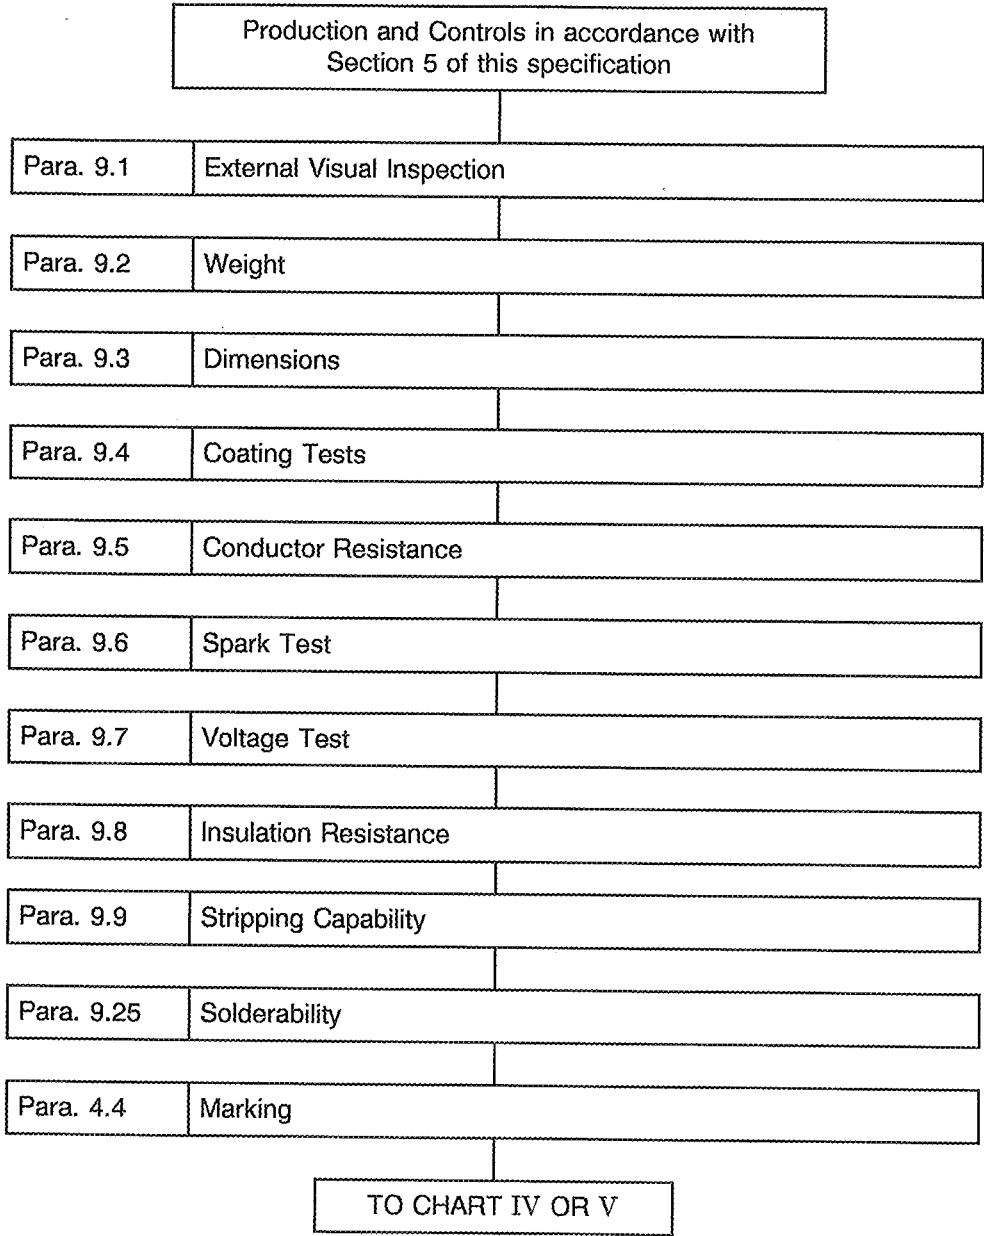 Production and Controls in accordance with
Section 5 of this specification
Para. 9.1 External Visual Inspection
Para. 9.2 Weight
Para. 9.3 Dimensions
Para. 9.4 Coating Tests
Para. 9.5 Conductor Resistance
Para. 9.6 Spark Test
Para. 9.7 Voltage Test
Para. 9.8 Insulation Resistance
Para. 9.9 Stripping Capability
Para. 9.25 Solderability
Para. 4.4 Marking
TO CHART IV OR V